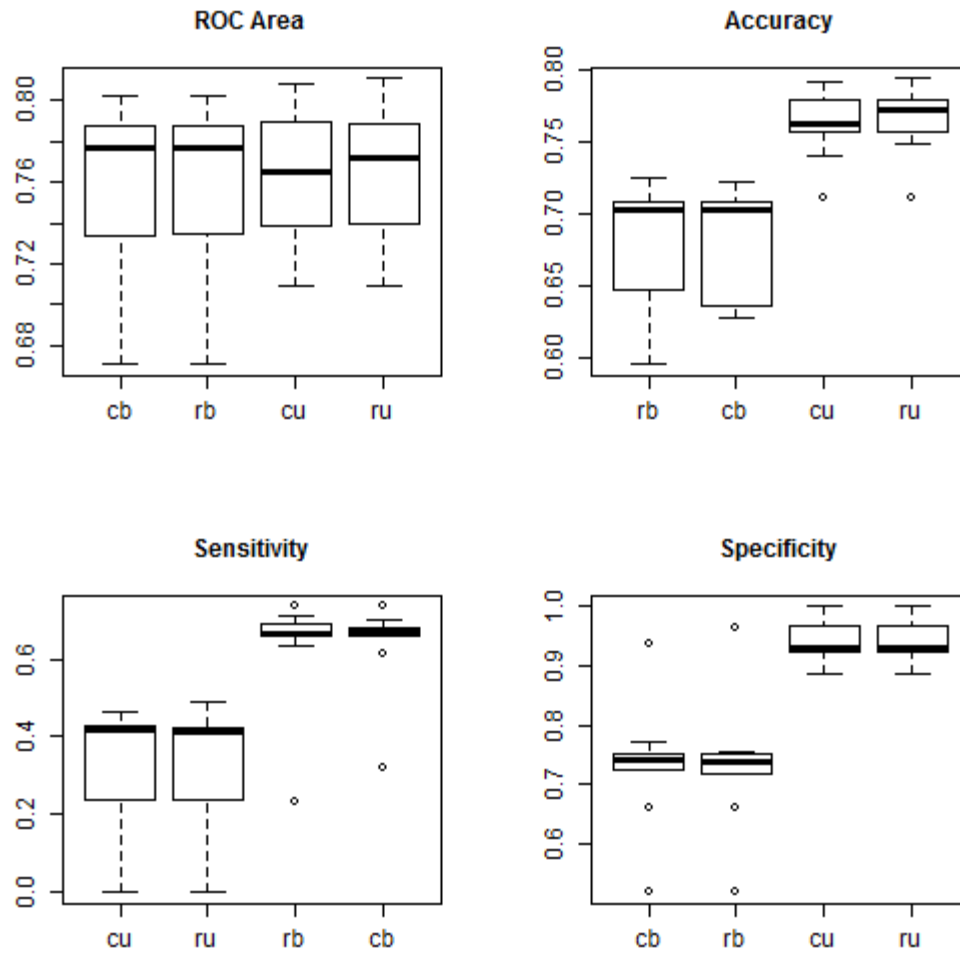 ROC Area
0.80
0.76
0.72
0.68
cb rb cu ru
Accuracy
0.80
0.75
0.70
0.65
0.60
rb cb cu ru
Sensitivity
0.6
0.4
0.2
0.0
cu ru rb cb
Specificity
1.0
0.9
0.8
0.7
0.6
cb rb cu ru